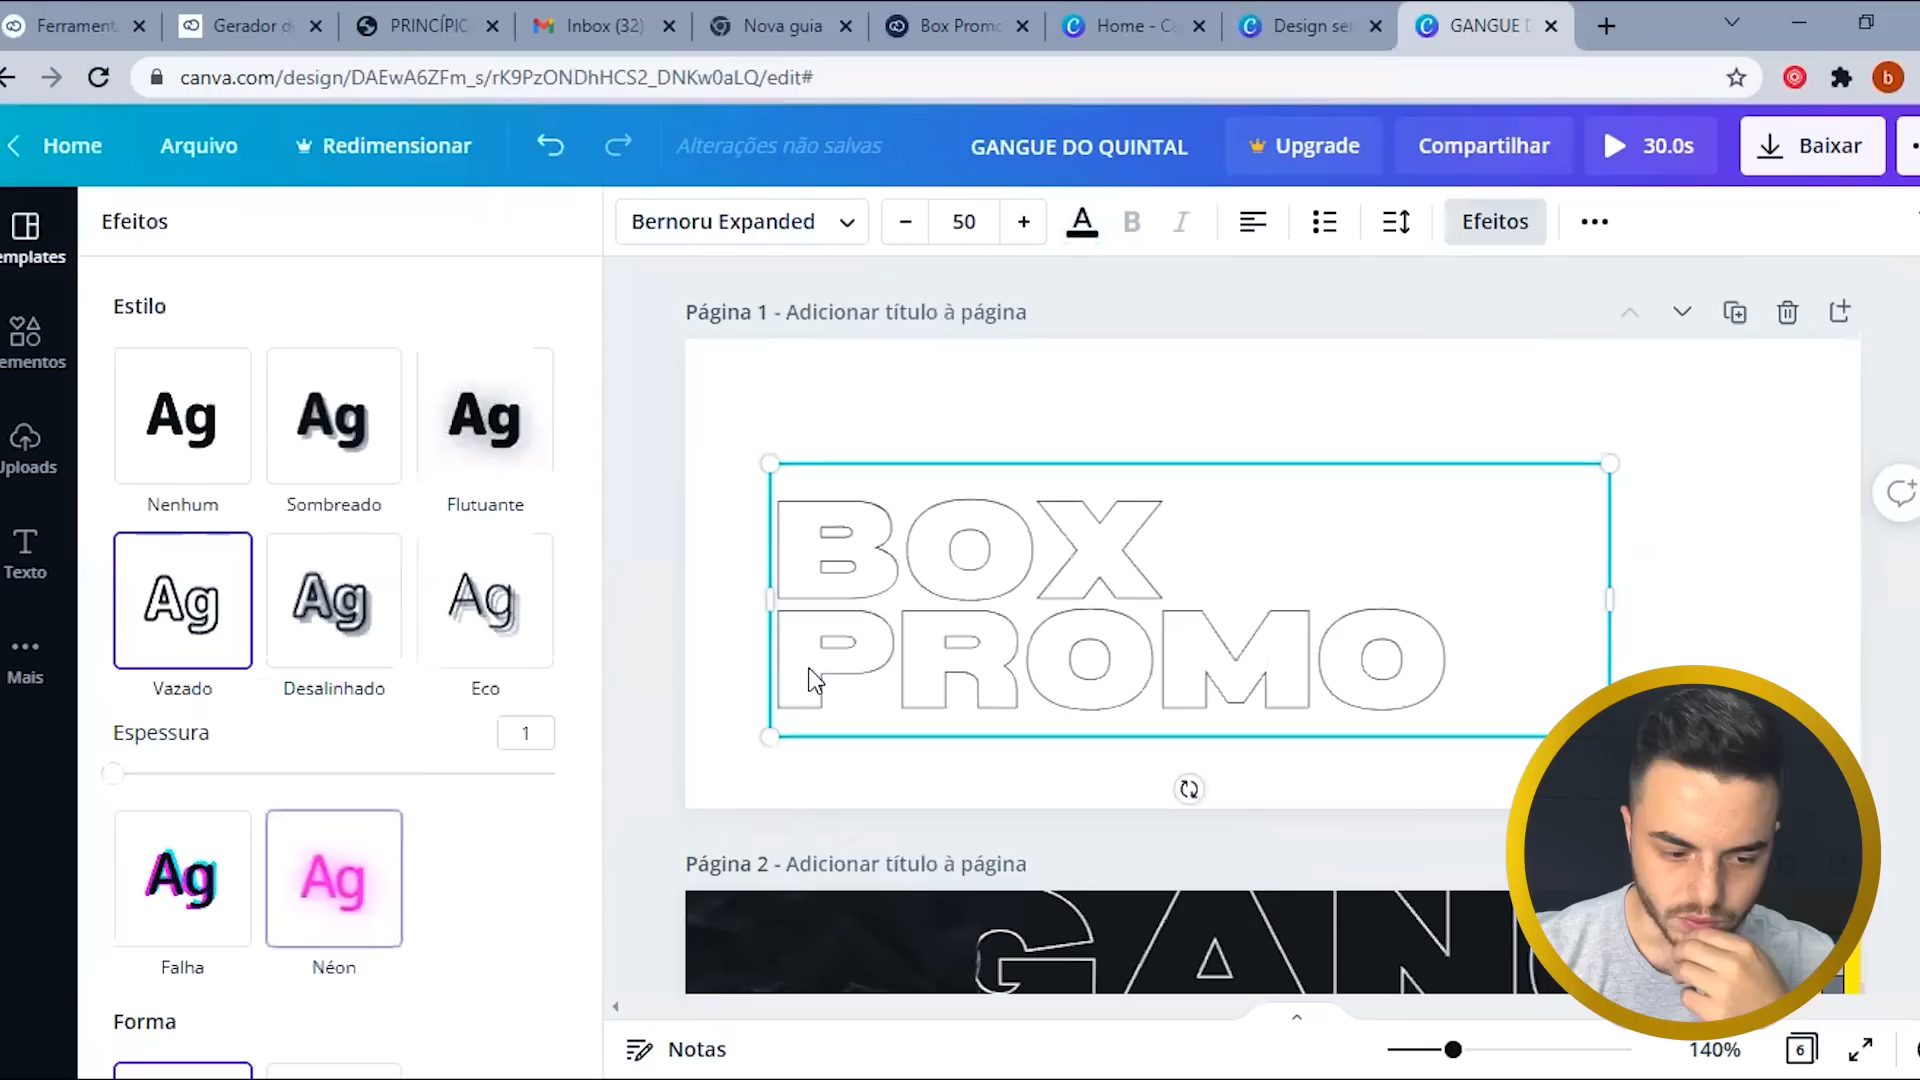 Ferrament
Gerador d
PRINCÍPIC
Inbox (32)
Nova guia
Box Promo
Home - Ca
Design se
GANGUE D
canva.com/design/DAEwA6ZFm_s/rK9PzONDhHCS2_DNKw0aLQ/edit#
b
Home
Arquivo
Redimensionar
Alterações não salvas
GANGUE DO QUINTAL
Upgrade
Compartilhar
30.0s
Baixar
emplates
ementos
Uploads
Texto
Mais
Efeitos
Bernoru Expanded
− 50 +
A B I
Efeitos
Estilo
Ag
Nenhum
Ag
Sombreado
Ag
Flutuante
Ag
Vazado
Ag
Desalinhado
Ag
Eco
Espessura
1
Ag
Falha
Ag
Néon
Forma
Página 1 - Adicionar título à página
BOX
PROMO
Página 2 - Adicionar título à página
GAN
Notas
140%
6